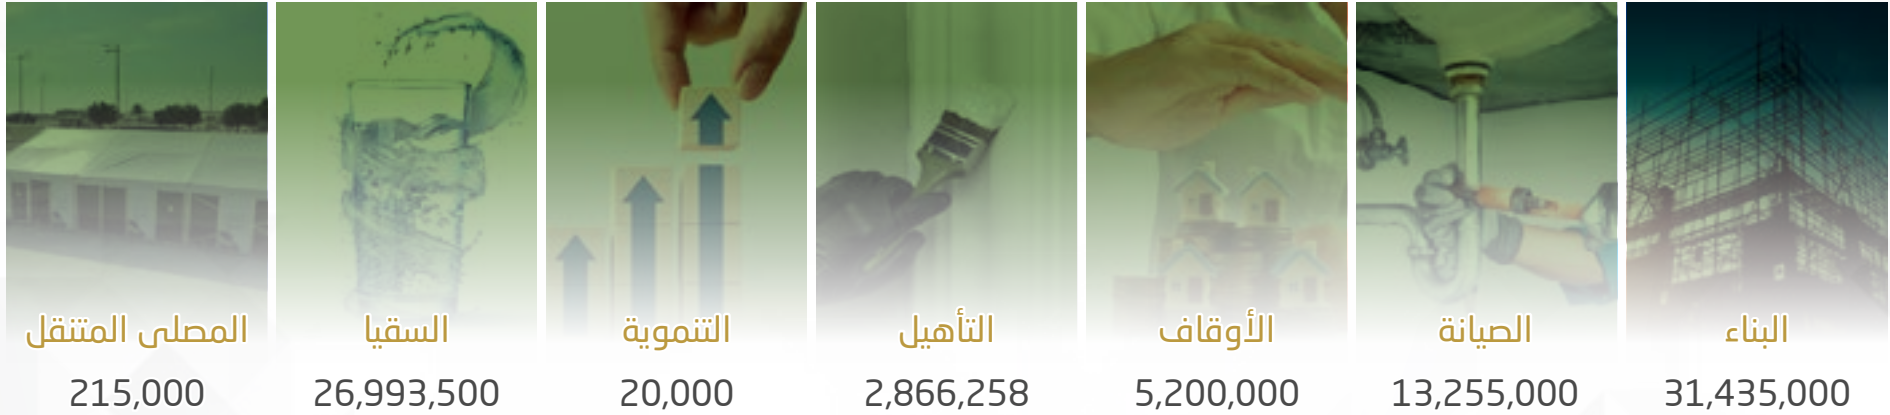 البناء
31,435,000
الصيانة
13,255,000
الأوقاف
5,200,000
التأهيل
2,866,258
التنموية
20,000
السقيا
26,993,500
المصلى المتنقل
215,000